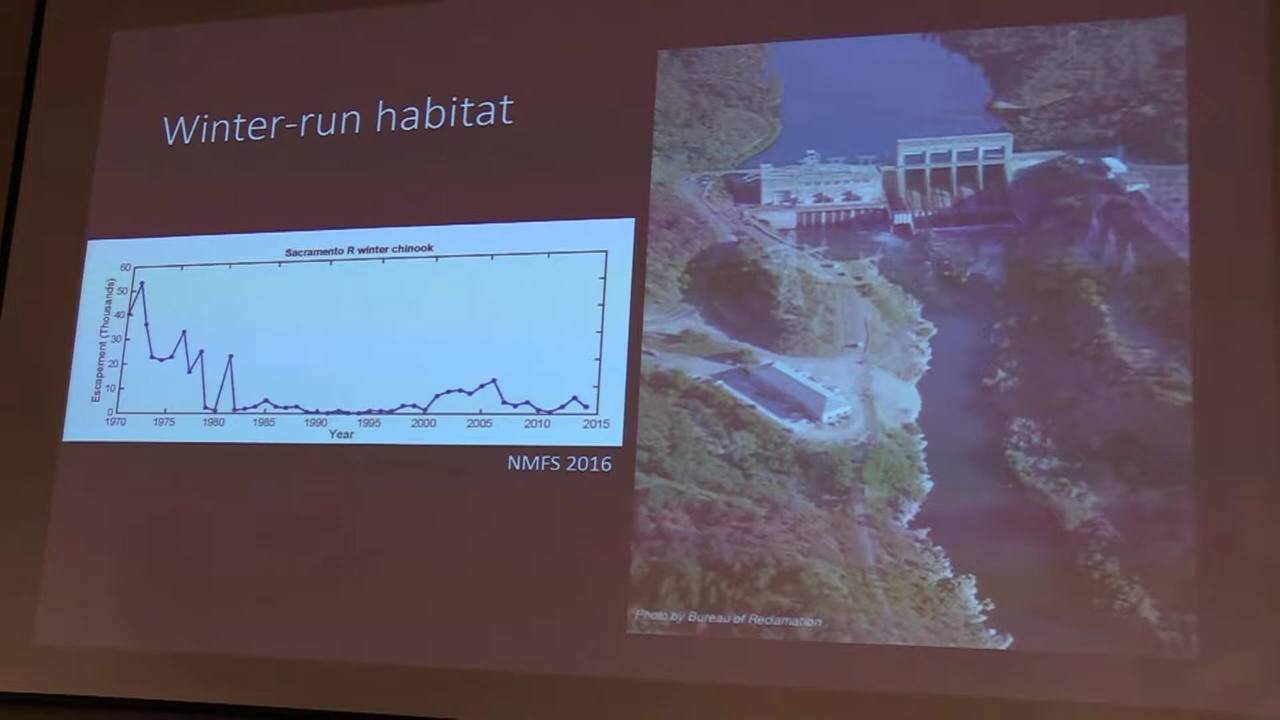 Winter-run habitat
Sacramento R winter chinook
Escapement (Thousands)
60
50
40
30
20
10
0
1970 1975 1980 1985 1990 1995 2000 2005 2010 2015
Year
NMFS 2016
Photo by Bureau of Reclamation